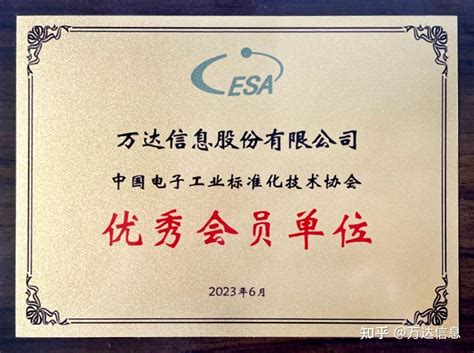 CESA
万达信息股份有限公司
中国电子工业标准化技术协会
优秀会员单位
2023年6月
知乎 @万达信息